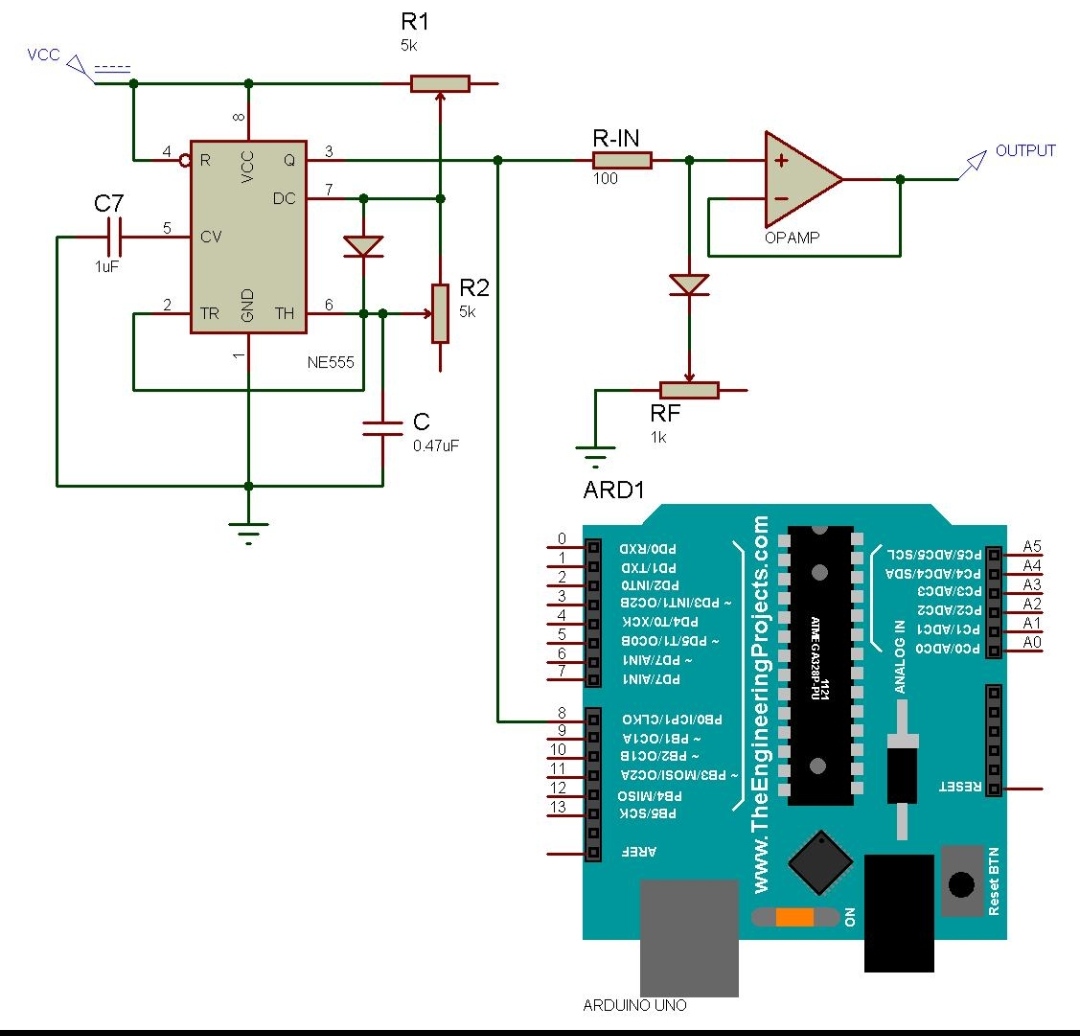 R1
5k
VCC
8
4
R
VCC
Q
3
R-IN
100
OUTPUT
DC
7
C7
1uF
5
CV
OPAMP
2
TR
GND
TH
6
R2
5k
1
NE555
C
0.47uF
RF
1k
ARD1
0
1
2
3
4
5
6
7
PD0/RXD
PD1/TXD
PD2/INT0
~ PD3/INT1/OC2B
PD4/T0/XCK
~ PD5/T1/OC0B
~ PD7/AIN1
PD7/AIN1
8
9
10
11
12
13
PB0/ICP1/CLKO
~ PB1/OC1A
~ PB2/OC1B
~ PB3/MOSI/OC2A
PB4/MISO
PB5/SCK
AREF
www.TheEngineeringProjects.com
ATMEGA328P-PU
1121
PC5/ADC5/SCL
PC4/ADC4/SDA
PC3/ADC3
PC2/ADC2
PC1/ADC1
PC0/ADC0
A5
A4
A3
A2
A1
A0
ANALOG IN
RESET
Reset BTN
ON
ARDUINO UNO